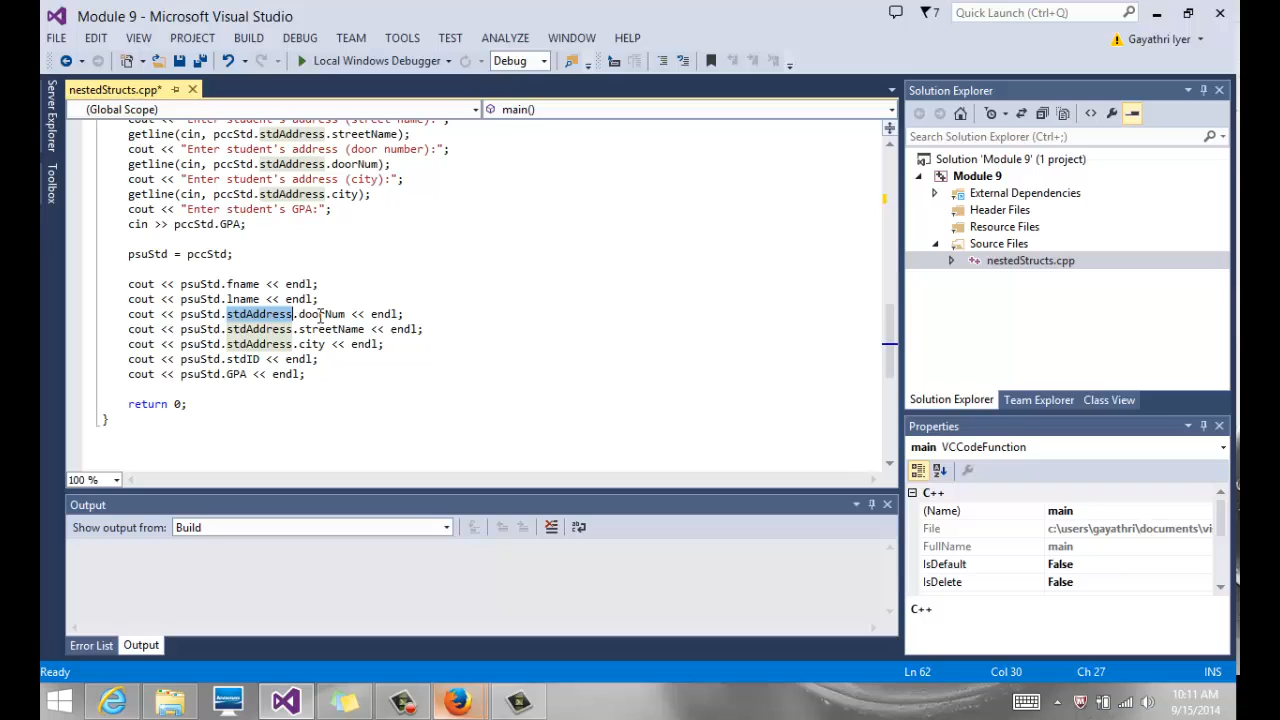 Module 9 - Microsoft Visual Studio
7
Quick Launch (Ctrl+Q)
FILE EDIT VIEW PROJECT BUILD DEBUG TEAM TOOLS TEST ANALYZE WINDOW HELP
Gayathri Iyer
Local Windows Debugger
Debug
Server Explorer
Toolbox
nestedStructs.cpp*
(Global Scope)
main()
cout << "Enter student's address (street name):";
getline(cin, pccStd.stdAddress.streetName);
cout << "Enter student's address (door number):";
getline(cin, pccStd.stdAddress.doorNum);
cout << "Enter student's address (city):";
getline(cin, pccStd.stdAddress.city);
cout << "Enter student's GPA:";
cin >> pccStd.GPA;
psuStd = pccStd;
cout << psuStd.fname << endl;
cout << psuStd.lname << endl;
cout << psuStd.stdAddress.doorNum << endl;
cout << psuStd.stdAddress.streetName << endl;
cout << psuStd.stdAddress.city << endl;
cout << psuStd.stdID << endl;
cout << psuStd.GPA << endl;
return 0;
}
100 %
Output
Show output from: Build
Error List Output
Solution Explorer
Search Solution Explorer (Ctrl+;)
Solution 'Module 9' (1 project)
Module 9
External Dependencies
Header Files
Resource Files
Source Files
nestedStructs.cpp
Solution Explorer Team Explorer Class View
Properties
main VCCodeFunction
C++
(Name) main
File c:\users\gayathri\documents\vi
FullName main
IsDefault False
IsDelete False
C++
Ready
Ln 62 Col 30 Ch 27 INS
10:11 AM
9/15/2014